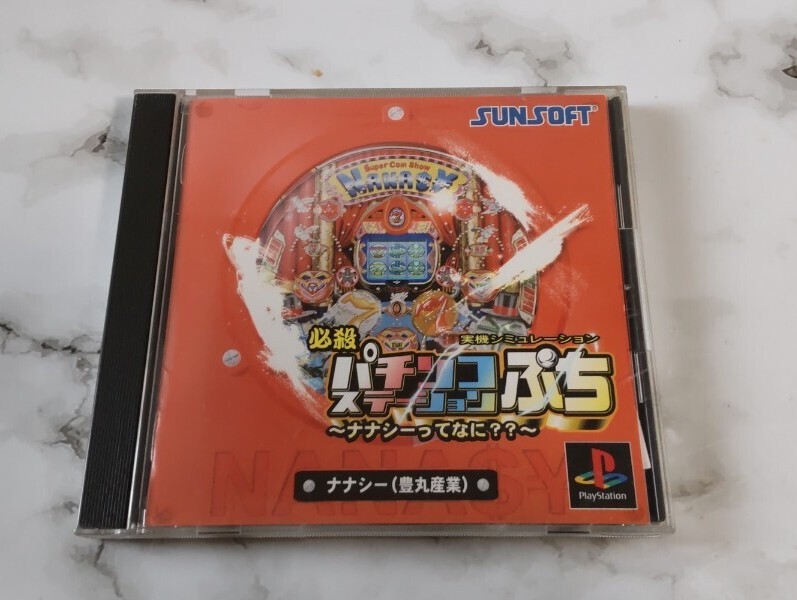 SUNSOFT®
Super Com Show
NANA$Y
必殺
実機シミュレーション
パチンコ
ステーション
ぷち
〜ナナシーってなに??〜
NANA$Y
ナナシー(豊丸産業)
PlayStation